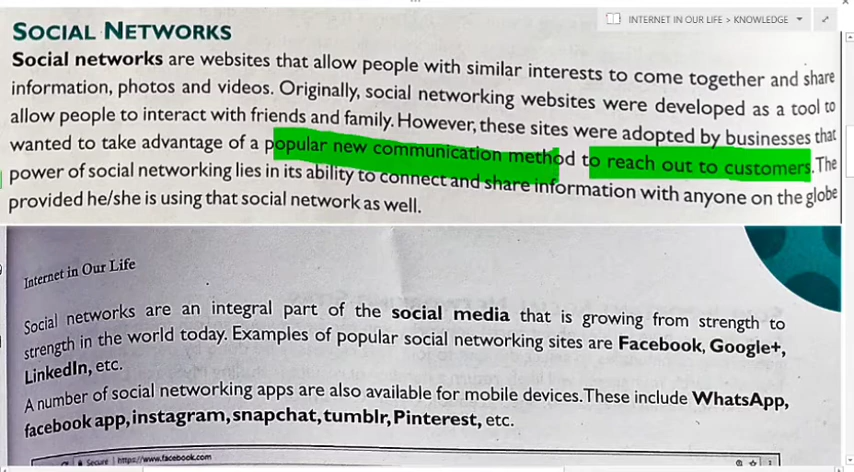 INTERNET IN OUR LIFE > KNOWLEDGE
SOCIAL NETWORKS
Social networks are websites that allow people with similar interests to come together and share
information, photos and videos. Originally, social networking websites were developed as a tool to
allow people to interact with friends and family. However, these sites were adopted by businesses that
wanted to take advantage of a popular new communication method to reach out to customers. The
power of social networking lies in its ability to connect and share information with anyone on the globe
provided he/she is using that social network as well.
Internet in Our Life
Social networks are an integral part of the social media that is growing from strength to
strength in the world today. Examples of popular social networking sites are Facebook, Google+,
LinkedIn, etc.
A number of social networking apps are also available for mobile devices. These include WhatsApp,
facebook app, instagram, snapchat, tumblr, Pinterest, etc.
Secure https://www.facebook.com